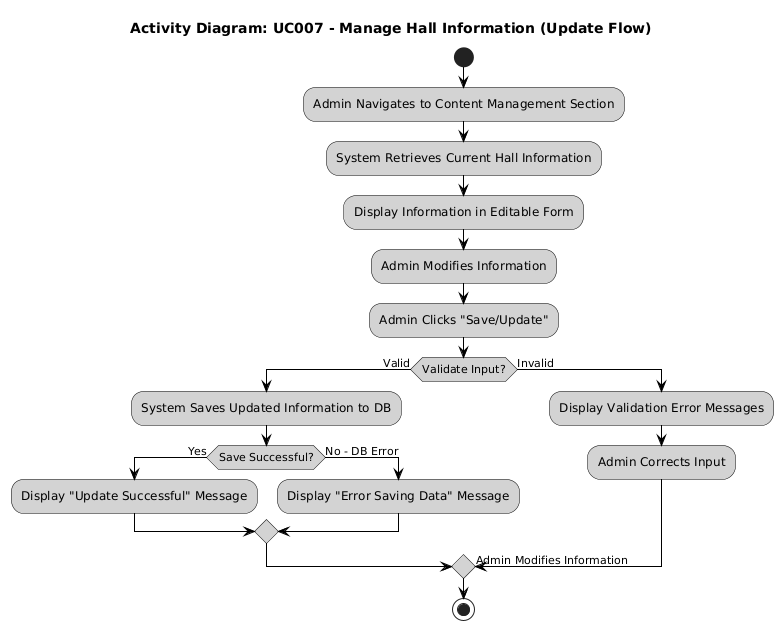 Activity Diagram: UC007 - Manage Hall Information (Update Flow)
Admin Navigates to Content Management Section
System Retrieves Current Hall Information
Display Information in Editable Form
Admin Modifies Information
Admin Clicks "Save/Update"
Valid
Validate Input?
Invalid
System Saves Updated Information to DB
Display Validation Error Messages
Yes
Save Successful?
No - DB Error
Admin Corrects Input
Display "Update Successful" Message
Display "Error Saving Data" Message
Admin Modifies Information